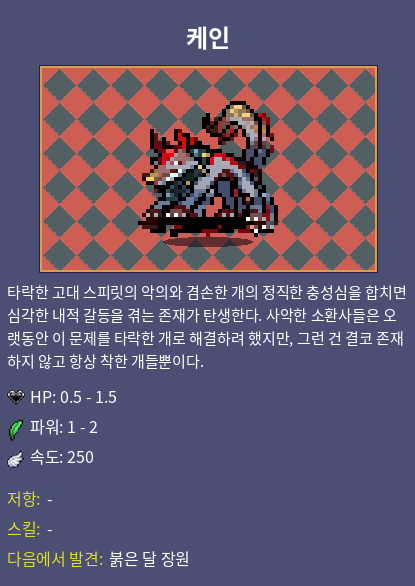 케인
타락한 고대 스피릿의 악의와 겸손한 개의 정직한 충성심을 합치면
심각한 내적 갈등을 겪는 존재가 탄생한다. 사악한 소환사들은 오
랫동안 이 문제를 타락한 개로 해결하려 했지만, 그런 건 결코 존재
하지 않고 항상 착한 개들뿐이다.
HP: 0.5 - 1.5
파워: 1 - 2
속도: 250
저항: -
스킬: -
다음에서 발견: 붉은 달 장원